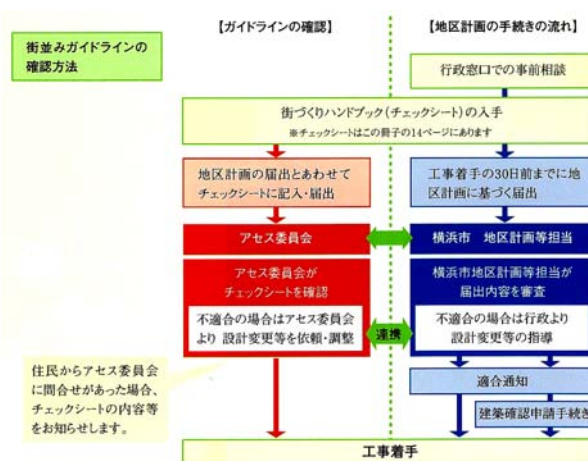 街並みガイドラインの
確認方法
【ガイドラインの確認】
【地区計画の手続きの流れ】
行政窓口での事前相談
街づくりハンドブック(チェックシート)の入手
※チェックシートはこの冊子の14ページにあります
地区計画の届出とあわせて
チェックシートに記入・届出
工事着手の30日前までに地
区計画に基づく届出
アセス委員会
横浜市 地区計画等担当
アセス委員会が
チェックシートを確認
横浜市地区計画等担当が
届出内容を審査
不適合の場合はアセス委員会
より 設計変更等を依頼・調整
連携
不適合の場合は行政より
設計変更等の指導
住民からアセス委員会
に問合せがあった場合、
チェックシートの内容等
をお知らせします。
適合通知
建築確認申請手続き
工事着手